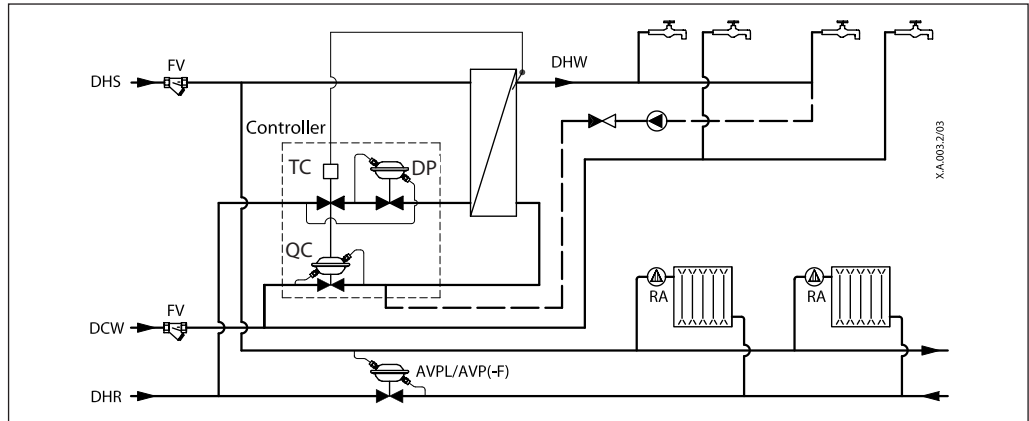 DHS
FV
DHW
Controller
TC
DP
QC
X.A.003.2/03
DCW
FV
RA
RA
AVPL/AVP(-F)
DHR